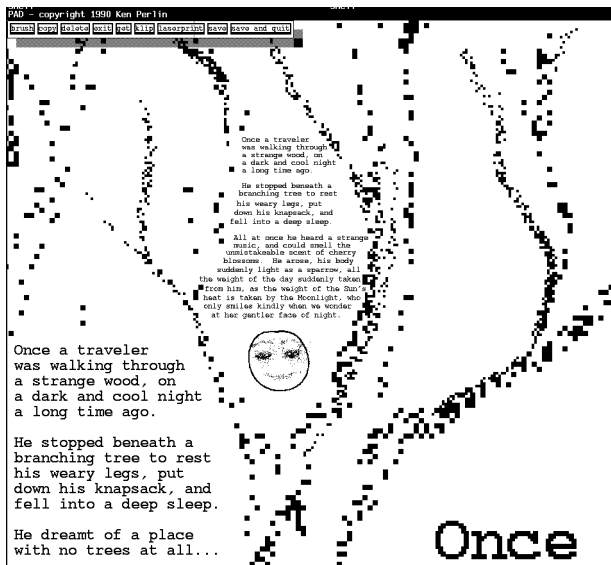 PAD - copyright 1990 Ken Perlin
brush copy delete exit get klip laserprint save save and quit
Once a traveler
was walking through
a strange wood, on
a dark and cool night
a long time ago.
He stopped beneath a
branching tree to rest
his weary legs, put
down his knapsack, and
fell into a deep sleep.
All at once he heard a strange
music, and could smell the
unmistakeable scent of cherry
blossoms. He arose, his body
suddenly light as a sparrow, all
the weight of the day suddenly taken
from him, as the weight of the Sun's
heat is taken by the Moonlight, who
only smiles kindly when we wonder
at her gentler face of night.
Once a traveler
was walking through
a strange wood, on
a dark and cool night
a long time ago.
He stopped beneath a
branching tree to rest
his weary legs, put
down his knapsack, and
fell into a deep sleep.
He dreamt of a place
with no trees at all...
Once